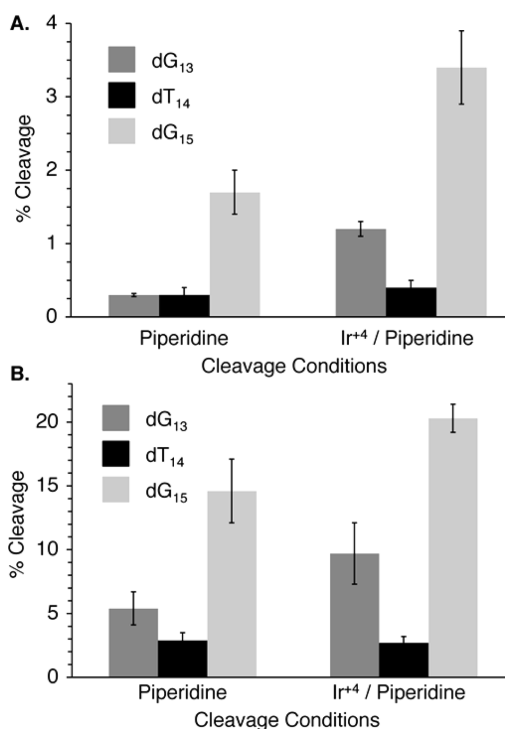 A.
% Cleavage
4
3
2
1
0
dG₁₃
dT₁₄
dG₁₅
Piperidine
Ir⁺⁴ / Piperidine
Cleavage Conditions
B.
% Cleavage
20
15
10
5
0
dG₁₃
dT₁₄
dG₁₅
Piperidine
Ir⁺⁴ / Piperidine
Cleavage Conditions